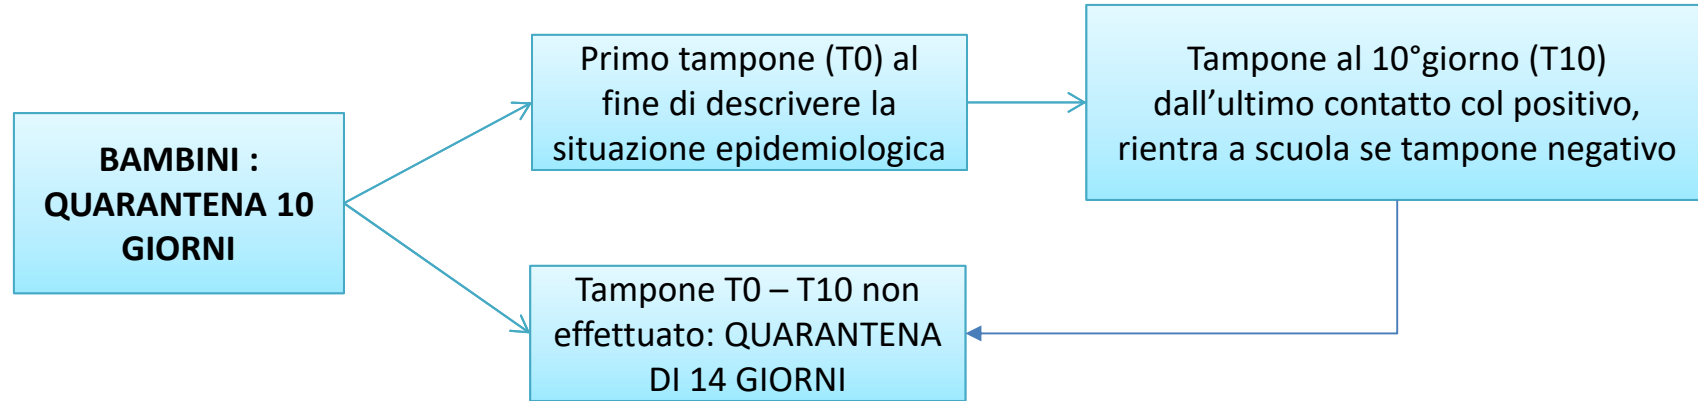 BAMBINI :
QUARANTENA 10
GIORNI
Primo tampone (T0) al
fine di descrivere la
situazione epidemiologica
Tampone al 10°giorno (T10)
dall’ultimo contatto col positivo,
rientra a scuola se tampone negativo
Tampone T0 – T10 non
effettuato: QUARANTENA
DI 14 GIORNI